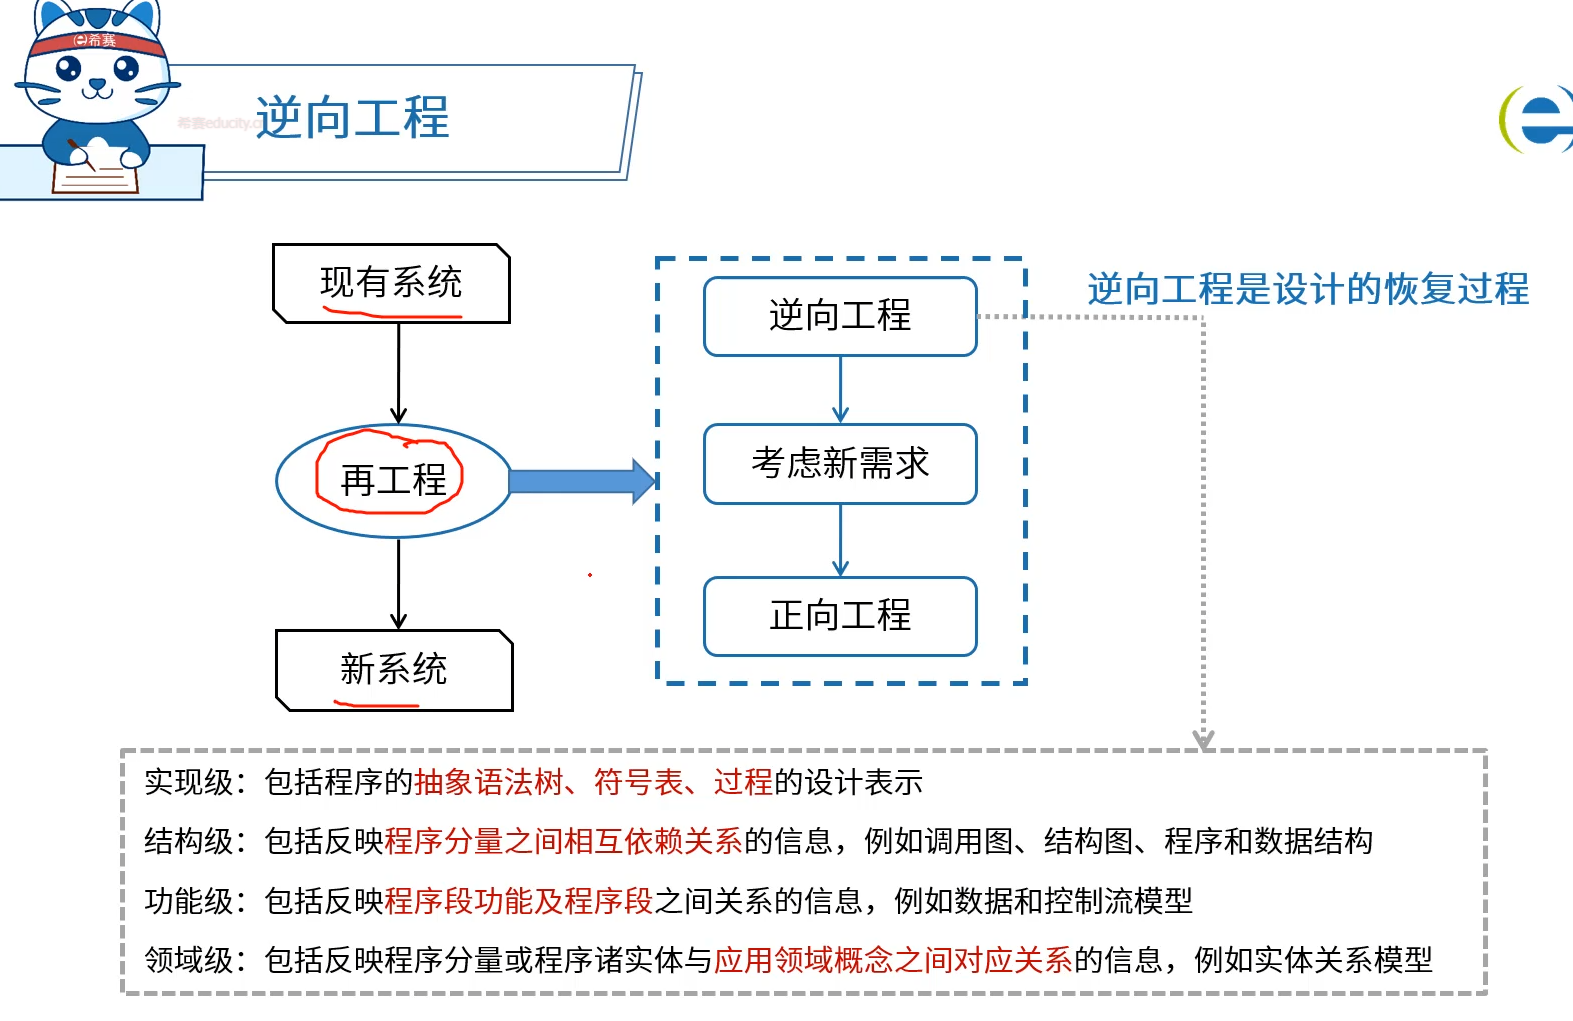 e希赛
希赛educity.c
逆向工程
现有系统
再工程
新系统
逆向工程
考虑新需求
正向工程
逆向工程是设计的恢复过程
实现级：包括程序的抽象语法树、符号表、过程的设计表示
结构级：包括反映程序分量之间相互依赖关系的信息，例如调用图、结构图、程序和数据结构
功能级：包括反映程序段功能及程序段之间关系的信息，例如数据和控制流模型
领域级：包括反映程序分量或程序诸实体与应用领域概念之间对应关系的信息，例如实体关系模型